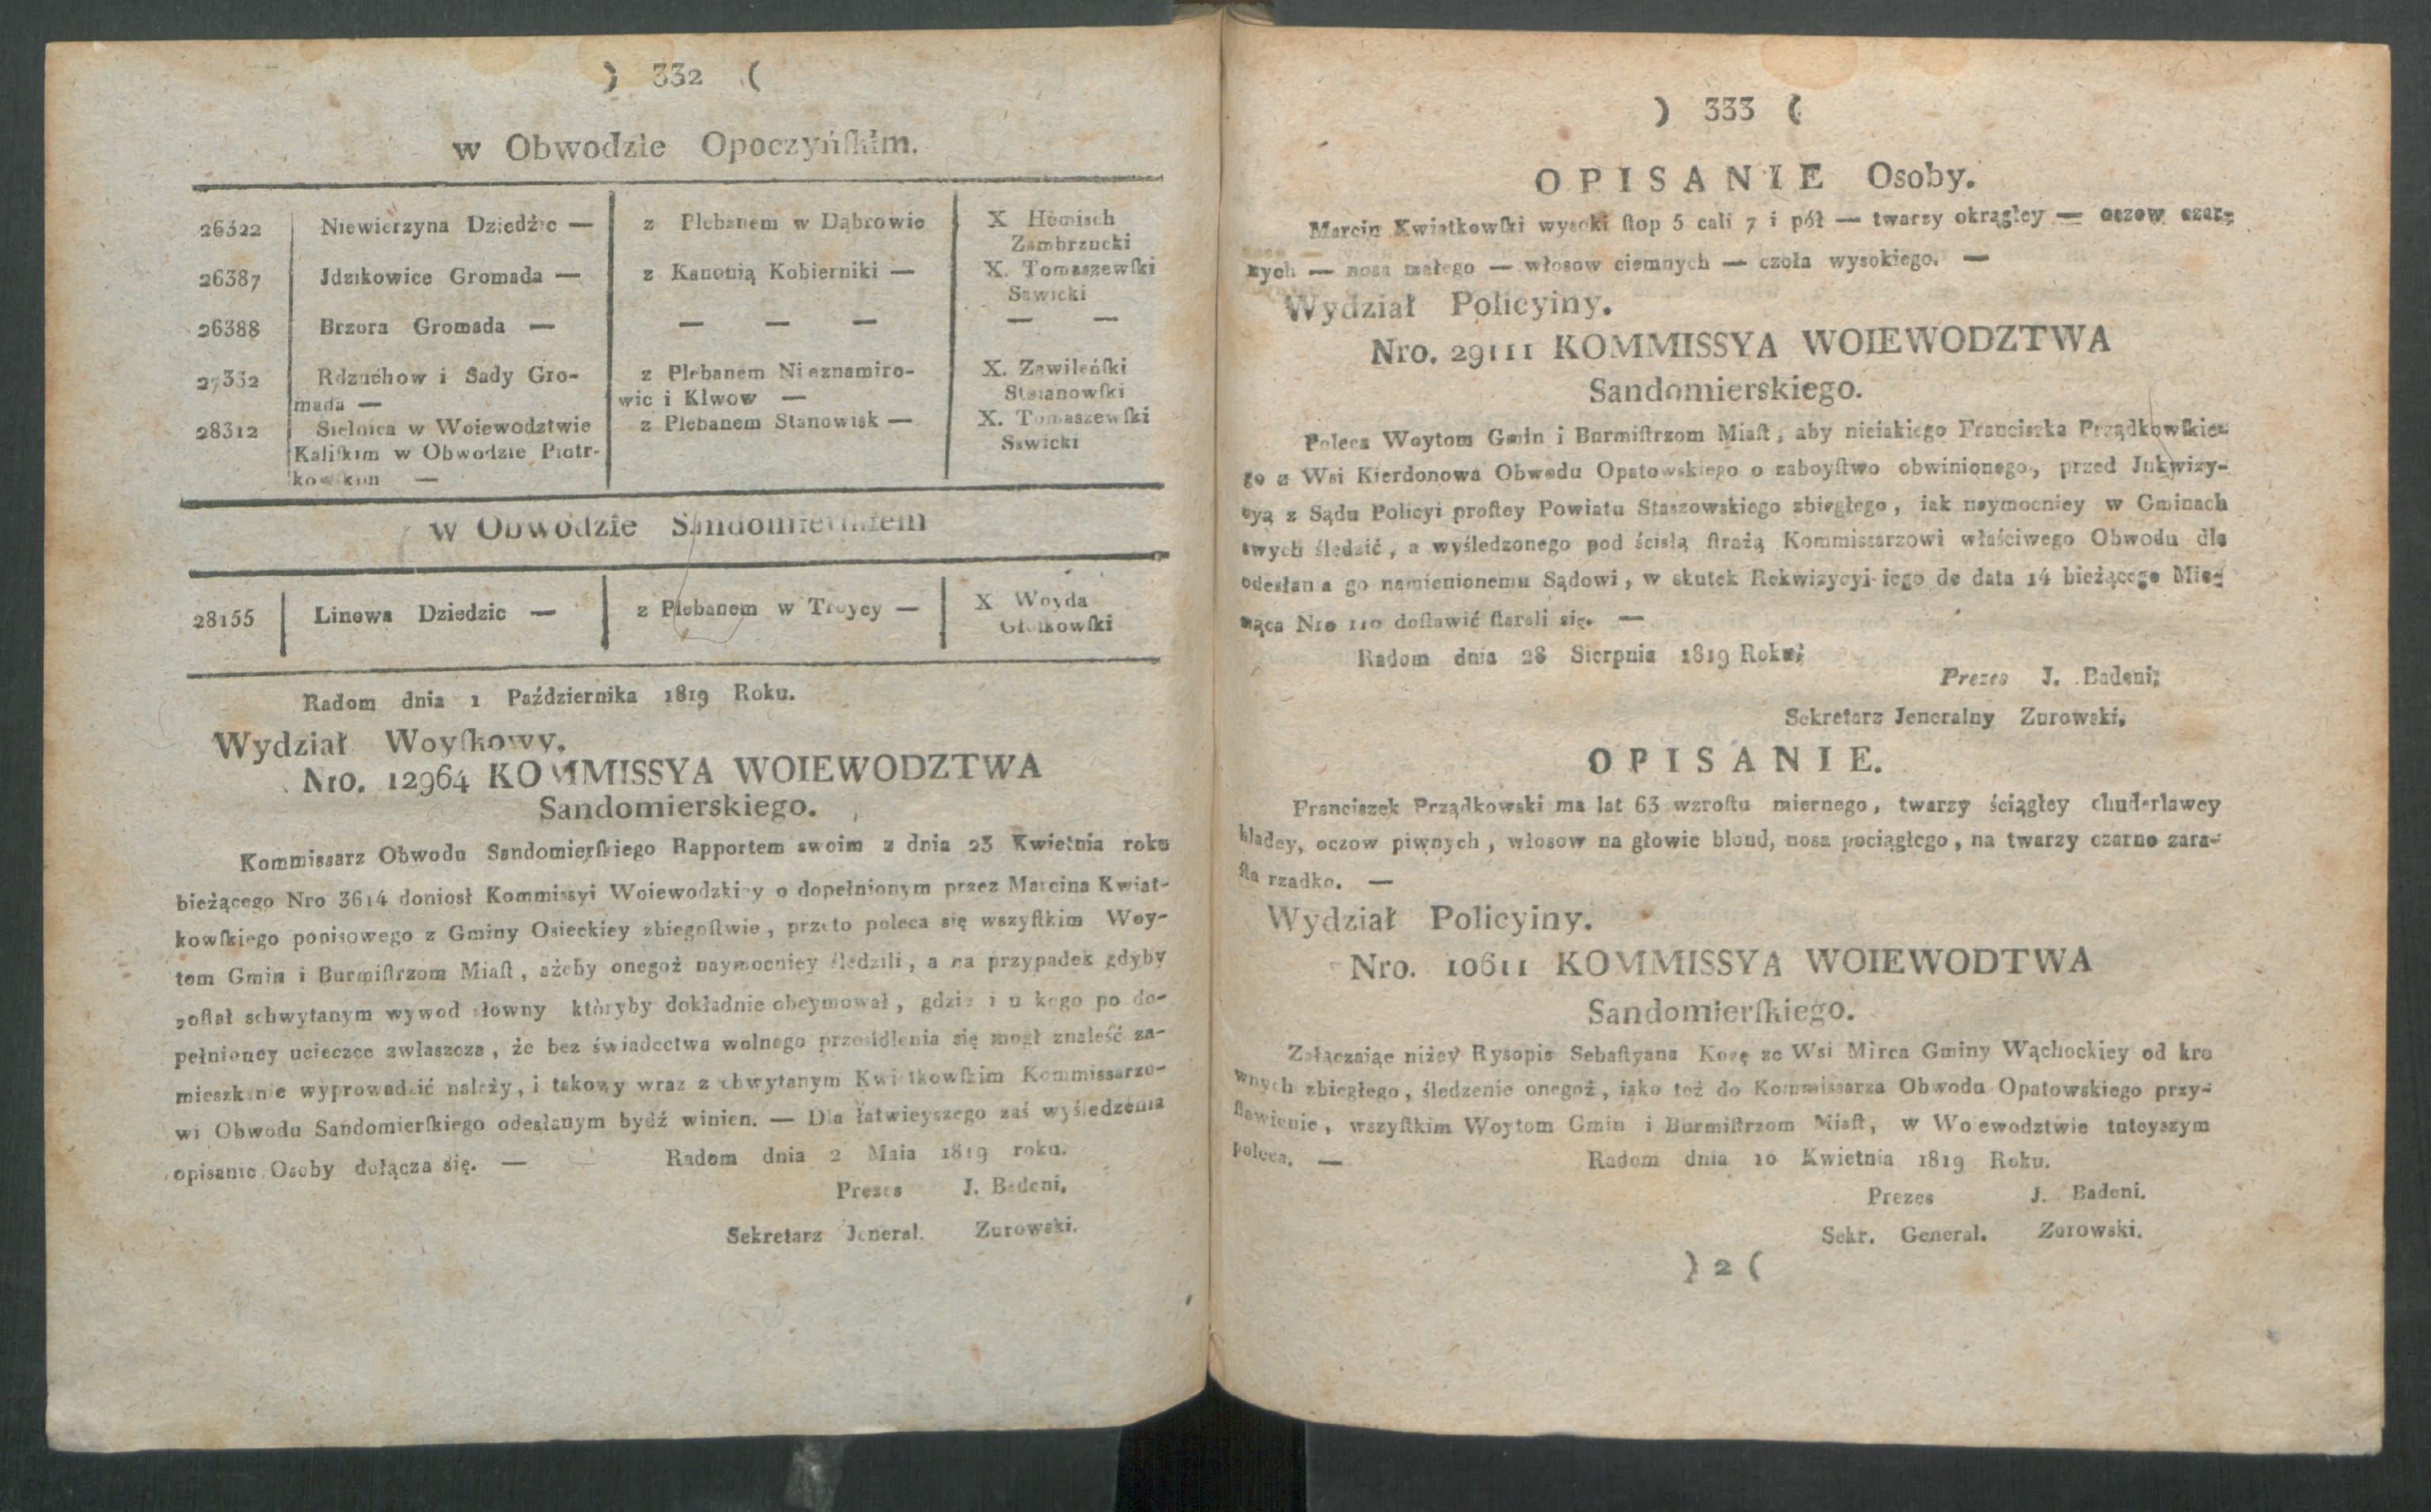 ) 332 (
w Obwodzie Opoczyńſkim.
26322 Niewierzyna Dziedźic — z Plebanem w Dąbrowie X Hemisch
Zambrzucki
26387 Jdzikowice Gromada — z Kanonią Kobierniki — X. Tomaszewſki
Sawicki
26388 Brzora Gromada — — — — — —
27332 Rdzuchow i Sady Gro- z Plebanem Nieznamiro- X. Zawileńſki
mada — wic i Klwow — Stoianowſki
28312 Sielnica w Woiewodztwie z Plebanem Stanowisk — X. Tomaszewſki
Kaliſkim w Obwodzie Piotr- Sawicki
kowſkim —
w Obwodzie Sandomierſkiem
28155 Linowa Dziedzic — z Plebanem w Troycy — X Woyda
Radom dnia 1 Października 1819 Roku.
Wydział Woyſkowy.
Nro. 12964 KOMMISSYA WOIEWODZTWA
Sandomierskiego.
Kommissarz Obwodu Sandomierſkiego Rapportem swoim z dnia 23 Kwietnia roku
bieżącego Nro 3614 doniosł Kommissyi Woiewodzkiey o dopełnionym przez Marcina Kwiat-
kowſkiego popisowego z Gminy Osieckiey zbiegoſtwie, przeto poleca się wszyſtkim Woy-
tom Gmin i Burmiſtrzom Miaſt, ażeby onegoż naymocniey śledzili, a na przypadek gdyby
zoſtał schwytanym wywod słowny któryby dokładnie obeymował, gdzie i u kogo po do-
pełnioney ucieczce zwłaszcza, że bez świadectwa wolnego przesidlenia się mogł znaleść za-
mieszkanie wyprowadzić należy, i takowy wraz z chwytanym Kwiatkowſkim Kommissarzo-
wi Obwodu Sandomierſkiego odesłanym bydź winien. — Dla łatwieyszego zaś wyśledzenia
opisanie Osoby dołącza się. — Radom dnia 2 Maia 1819 roku.
Prezes J. Badeni.
Sekretarz Jeneral. Zurowski.
) 333 (
OPISANIE Osoby.
Marcin Kwiatkowſki wysoki ſtop 5 cali 7 i pół — twarzy okrągłey — oczow czar-
nych — nosa małego — włosow ciemnych — czoła wysokiego. —
Wydział Policyiny.
Nro. 29111 KOMMISSYA WOIEWODZTWA
Sandomierskiego.
Poleca Woytom Gmin i Burmiſtrzom Miaſt, aby nieiakiego Franciszka Prządkowſkie-
go z Wsi Kierdonowa Obwodu Opatowskiego o zaboyſtwo obwinionego, przed Jnkwizy-
cyą z Sądu Policyi proſtey Powiatu Staszowskiego zbiegłego, iak naymocniey w Gminach
swych śledzić, a wyśledzonego pod ścisłą ſtrażą Kommissarzowi właściwego Obwodu dla
odesłania go namienionemu Sądowi, w skutek Rekwizycyi iego de data 14 bieżącego Mie-
siąca Nro 110 doſtawić ſtarali się. —
Radom dnia 28 Sierpnia 1819 Roku.
Prezes J. Badeni.
Sekretarz Jeneralny Zurowski.
OPISANIE.
Franciszek Prządkowski ma lat 63 wzroſtu miernego, twarzy ściągłey chuderlawey
bladey, oczow piwnych, włosow na głowie blond, nosa pociągłego, na twarzy czarno zara-
ſta rzadko. —
Wydział Policyiny.
Nro. 10611 KOMMISSYA WOIEWODTWA
Sandomierſkiego.
Załączaiąc niżey Rysopis Sebaſtyana Kozę ze Wsi Mirca Gminy Wąchockiey od kre
wnych zbiegłego, śledzenie onegoż, iako też do Kommissarza Obwodu Opatowskiego przy-
ſtawienie, wszyſtkim Woytom Gmin i Burmiſtrzom Miaſt, w Woiewodztwie tuteyszym
poleca. — Radom dnia 10 Kwietnia 1819 Roku.
Prezes J. Badeni.
Sekr. General. Zurowski.
) 2 (